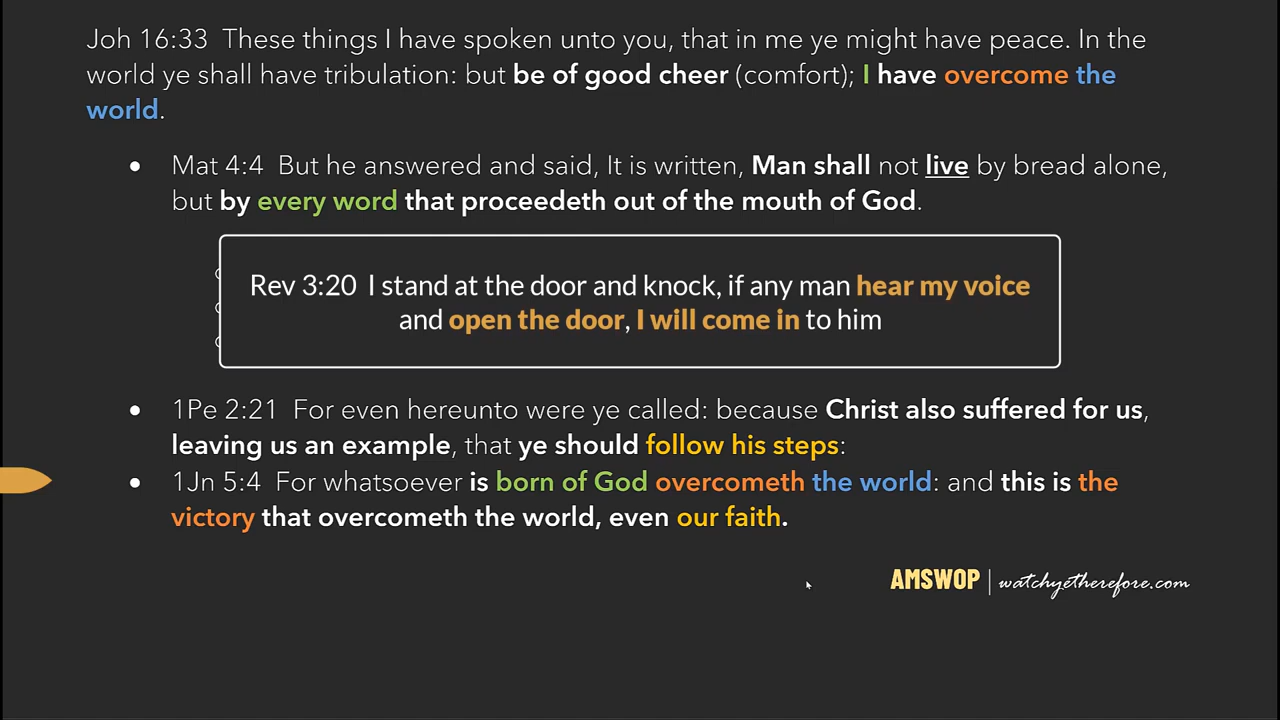 Joh 16:33  These things I have spoken unto you, that in me ye might have peace. In the
world ye shall have tribulation: but be of good cheer (comfort); I have overcome the
world.
• Mat 4:4  But he answered and said, It is written, Man shall not live by bread alone,
but by every word that proceedeth out of the mouth of God.
Rev 3:20  I stand at the door and knock, if any man hear my voice
and open the door, I will come in to him
• 1Pe 2:21  For even hereunto were ye called: because Christ also suffered for us,
leaving us an example, that ye should follow his steps:
• 1Jn 5:4  For whatsoever is born of God overcometh the world: and this is the
victory that overcometh the world, even our faith.
AMSWOP | watchyetherefore.com